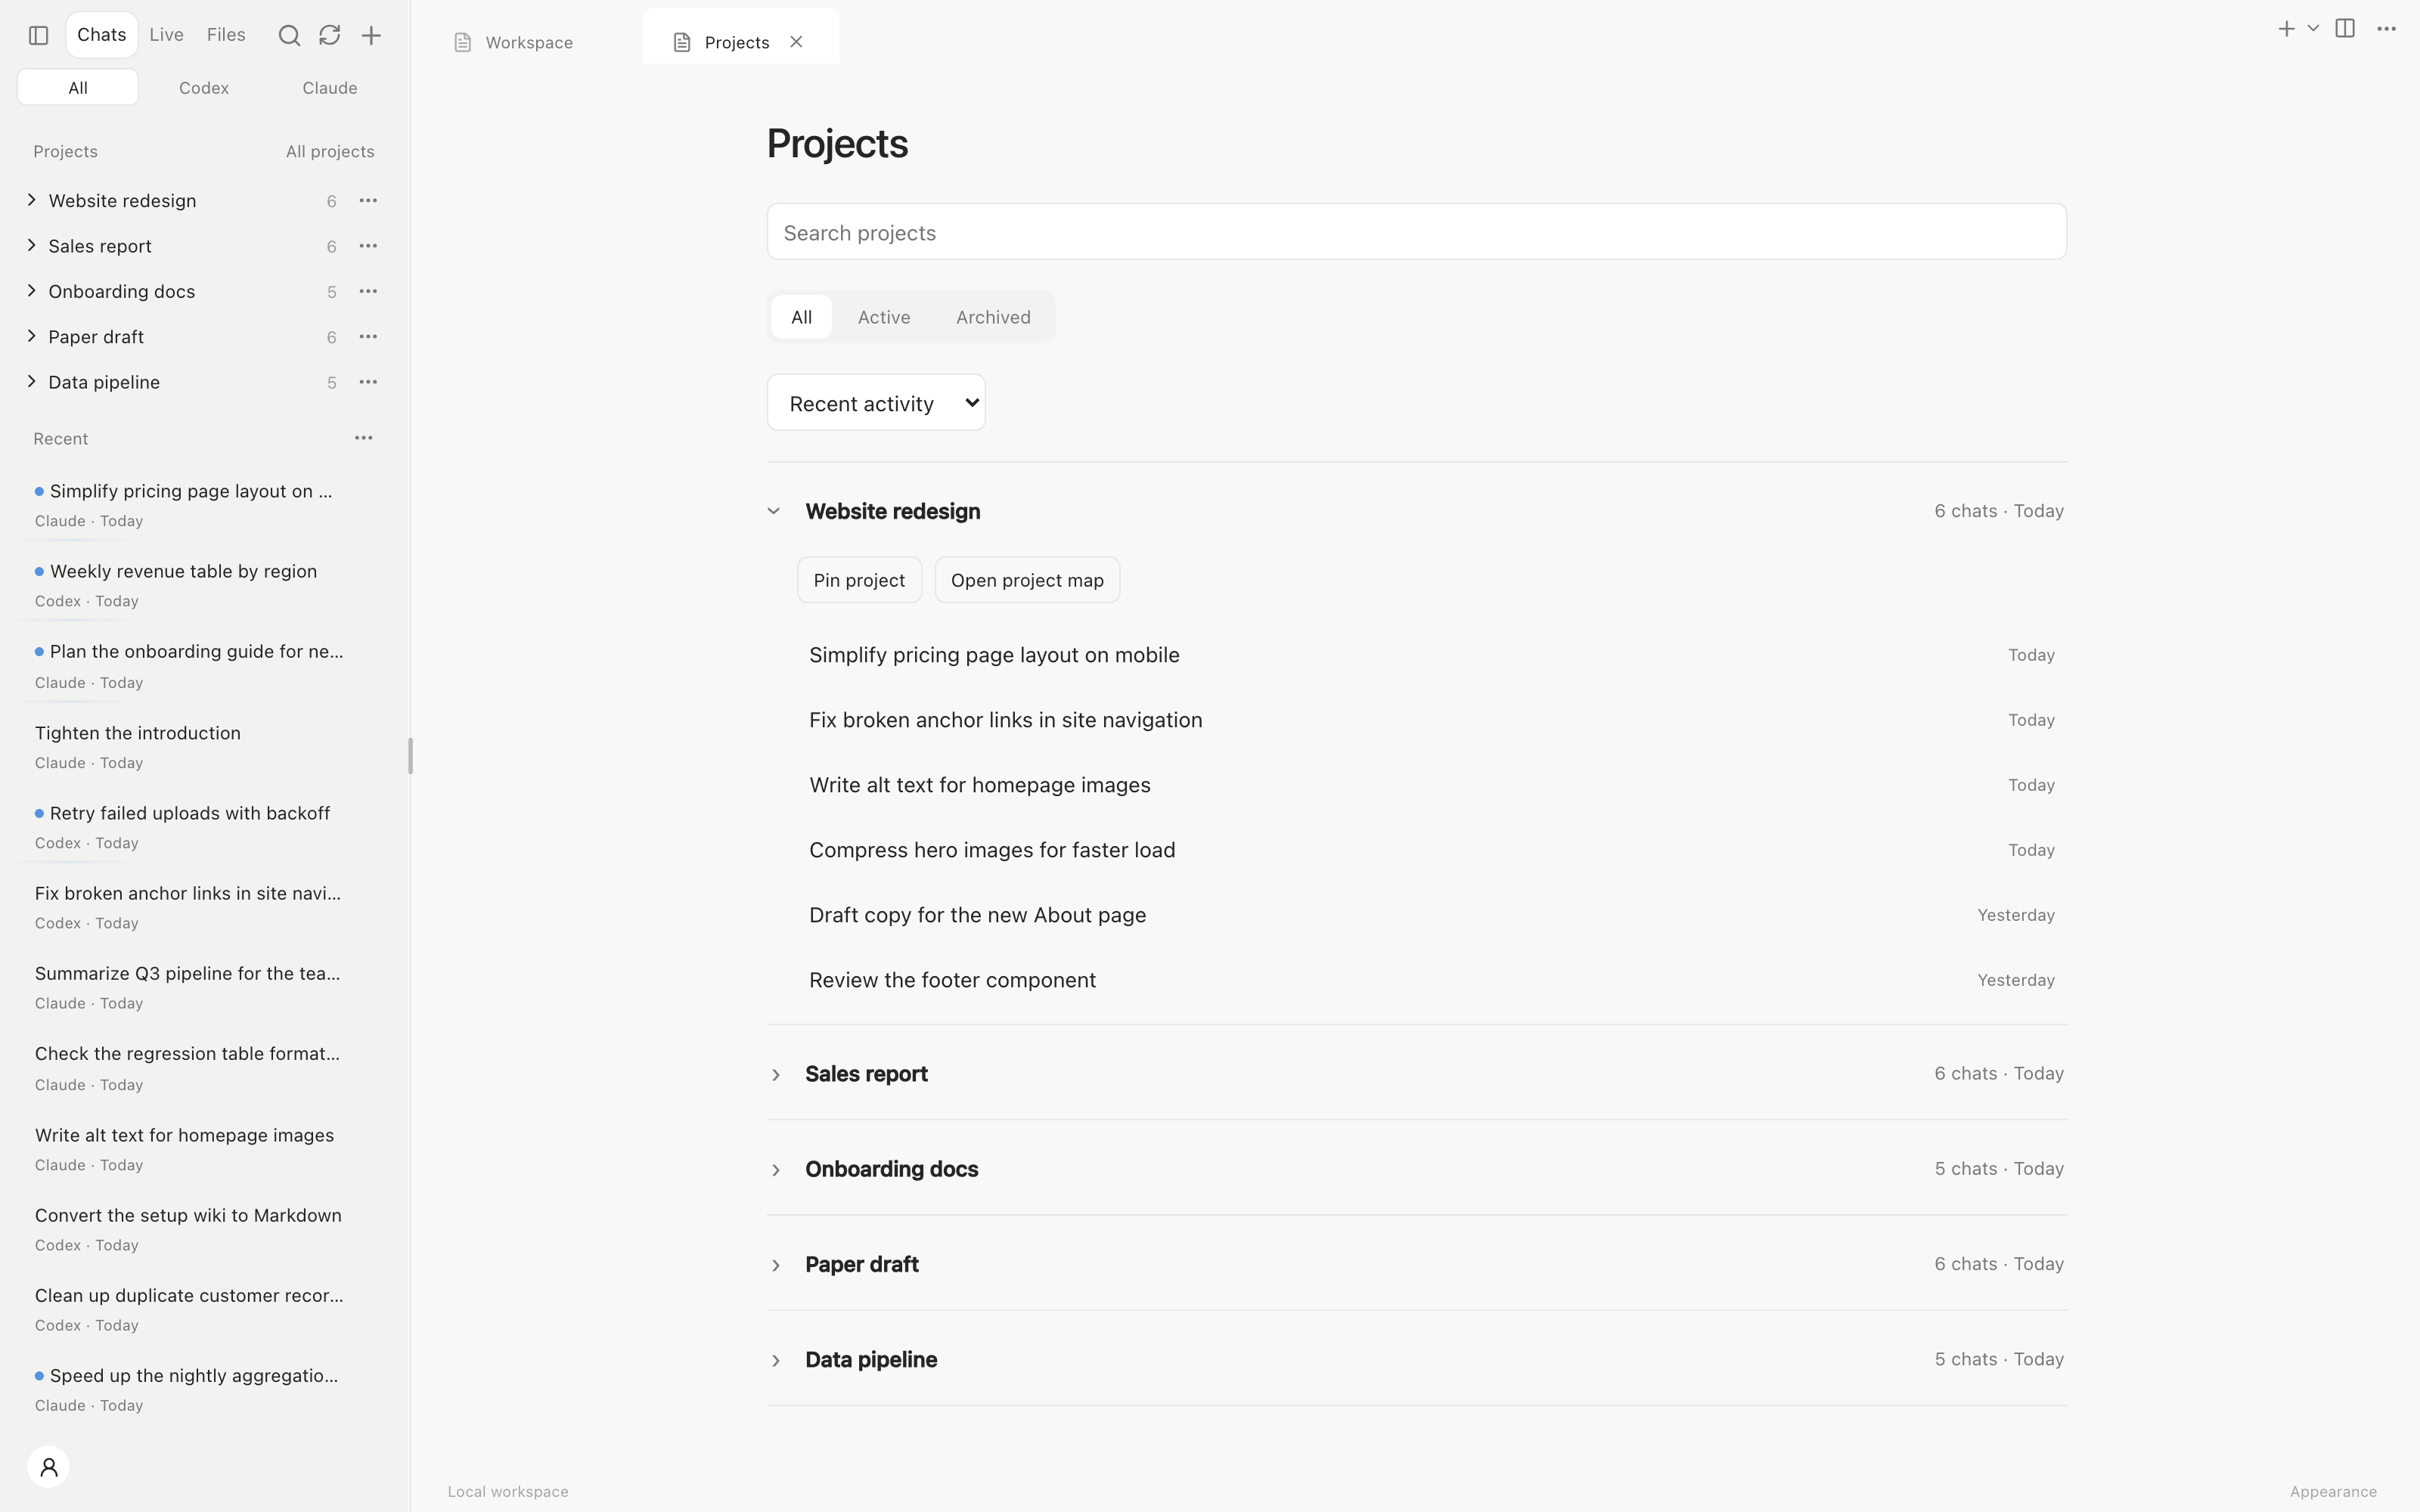 Chats Live Files
All Codex Claude
Projects All projects
Website redesign 6
Sales report 6
Onboarding docs 5
Paper draft 6
Data pipeline 5
Recent
Simplify pricing page layout on ...
Claude · Today
Weekly revenue table by region
Codex · Today
Plan the onboarding guide for ne...
Claude · Today
Tighten the introduction
Claude · Today
Retry failed uploads with backoff
Codex · Today
Fix broken anchor links in site navi...
Codex · Today
Summarize Q3 pipeline for the tea...
Claude · Today
Check the regression table format...
Claude · Today
Write alt text for homepage images
Claude · Today
Convert the setup wiki to Markdown
Codex · Today
Clean up duplicate customer recor...
Codex · Today
Speed up the nightly aggregatio...
Claude · Today
Workspace Projects
Projects
Search projects
All Active Archived
Recent activity
Website redesign 6 chats · Today
Pin project Open project map
Simplify pricing page layout on mobile Today
Fix broken anchor links in site navigation Today
Write alt text for homepage images Today
Compress hero images for faster load Today
Draft copy for the new About page Yesterday
Review the footer component Yesterday
Sales report 6 chats · Today
Onboarding docs 5 chats · Today
Paper draft 6 chats · Today
Data pipeline 5 chats · Today
Local workspace Appearance